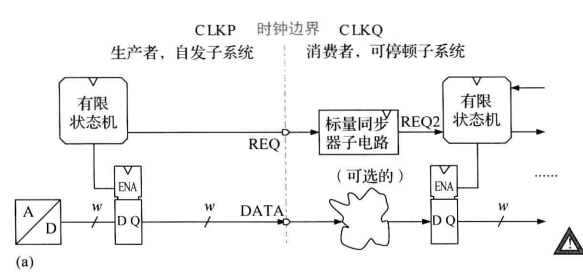 CLKP 时钟边界 CLKQ
生产者，自发子系统 消费者，可停顿子系统
有限
状态机
REQ
标量同步
器子电路
REQ2
有限
状态机
……
（可选的）
ENA
ENA
A
D
w
D Q
w
DATA
D Q
w
(a)